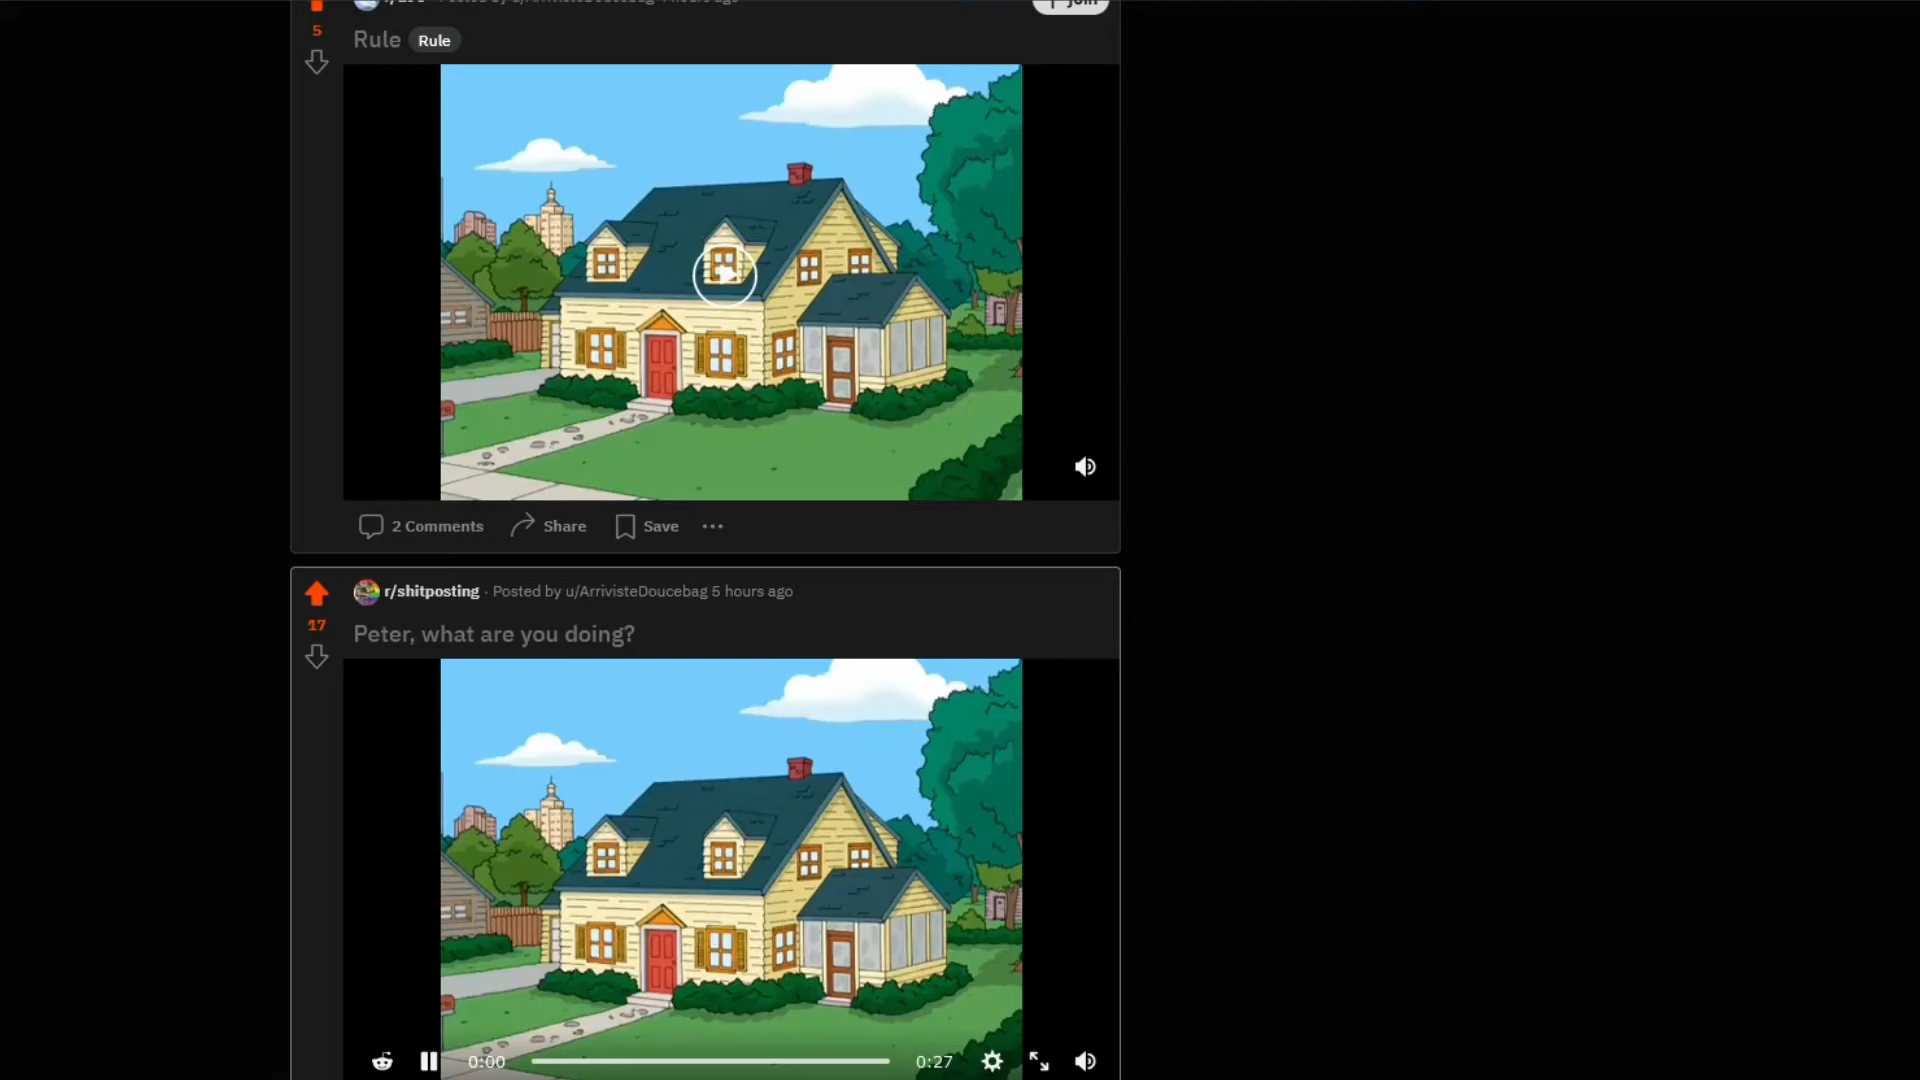 5
Rule Rule
2 Comments Share Save
r/shitposting · Posted by u/ArrivisteDoucebag 5 hours ago
17
Peter, what are you doing?
0:00 0:27